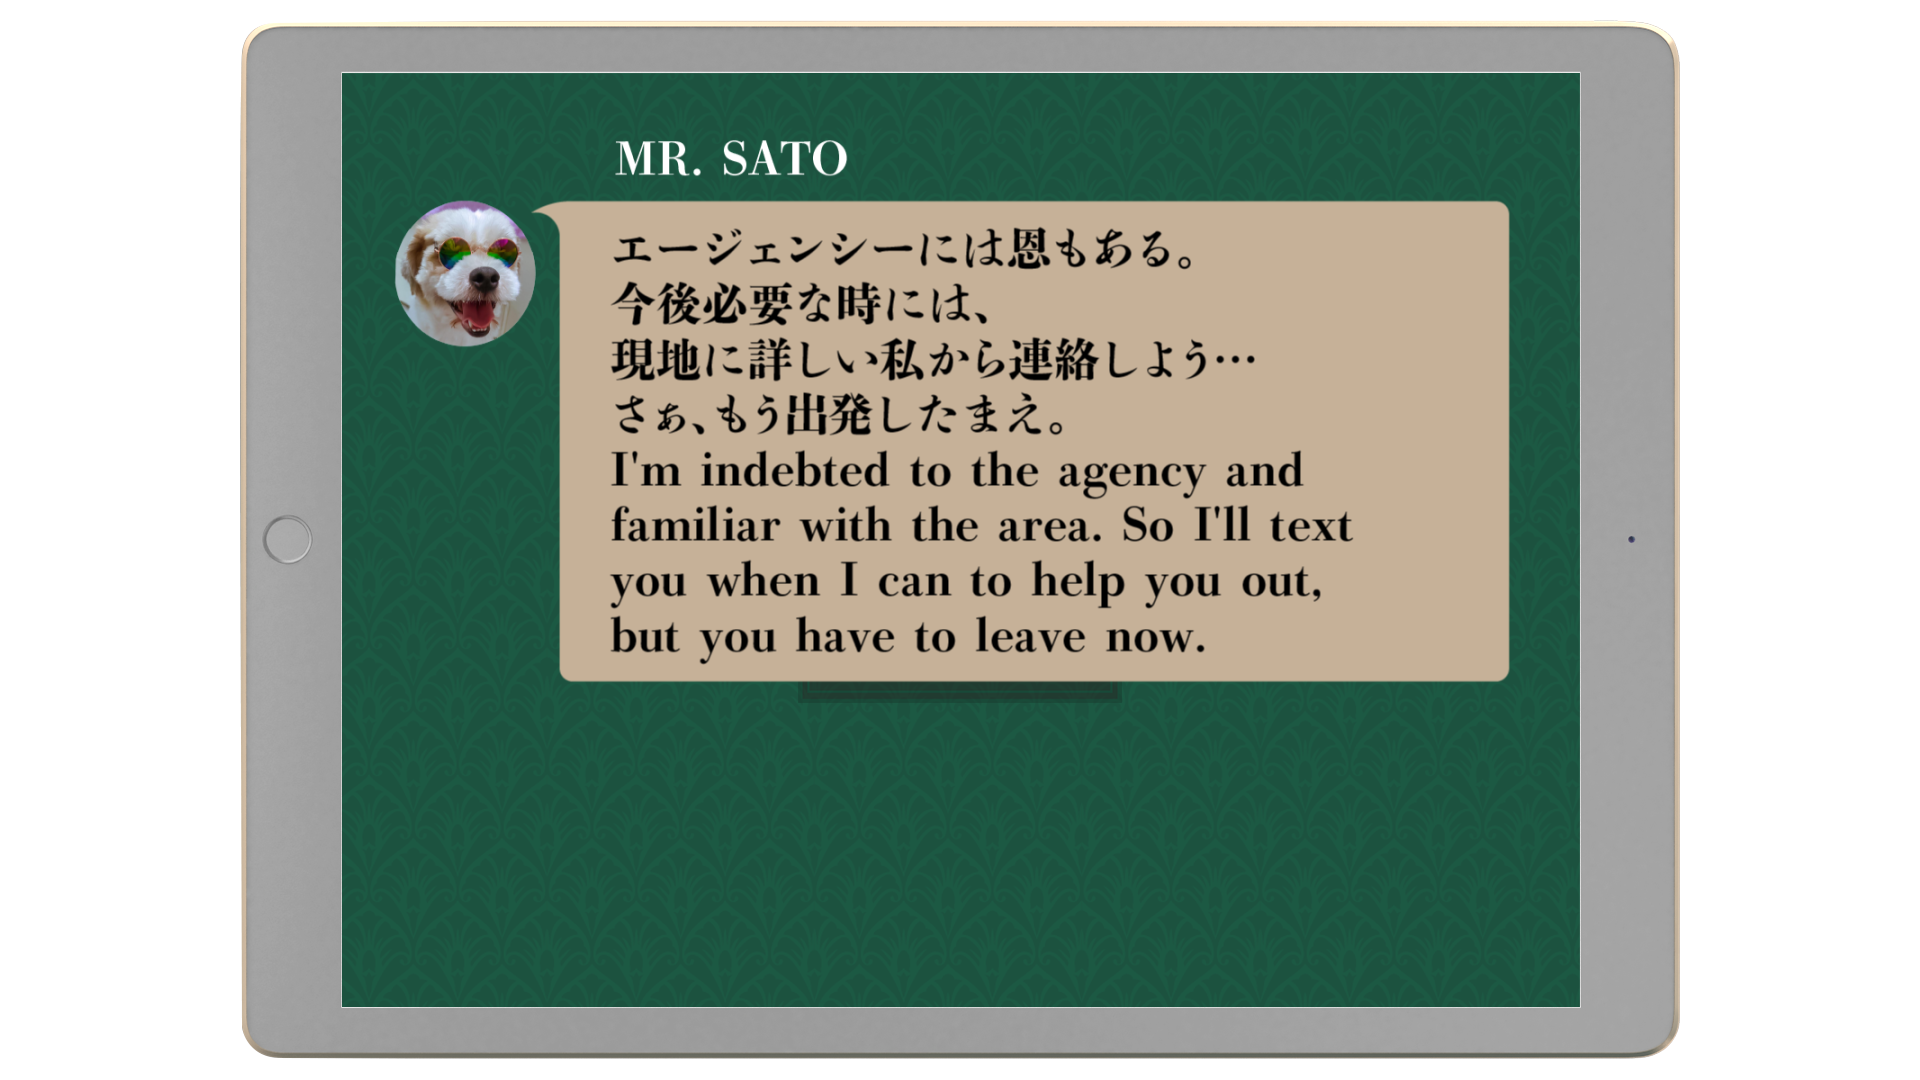 MR. SATO
エージェンシーには恩もある。
今後必要な時には、
現地に詳しい私から連絡しよう…
さぁ、もう出発したまえ。
I'm indebted to the agency and
familiar with the area. So I'll text
you when I can to help you out,
but you have to leave now.